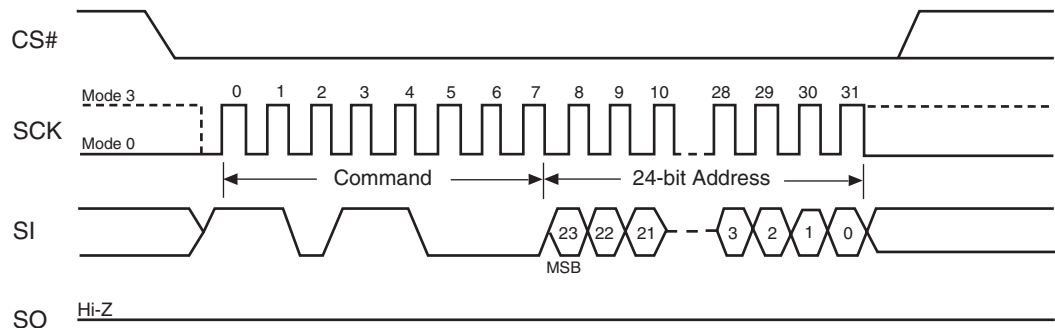 CS#
0 1 2 3 4 5 6 7 8 9 10 28 29 30 31
Mode 3
SCK
Mode 0
Command 24-bit Address
SI
23 22 21 3 2 1 0
MSB
Hi-Z
SO